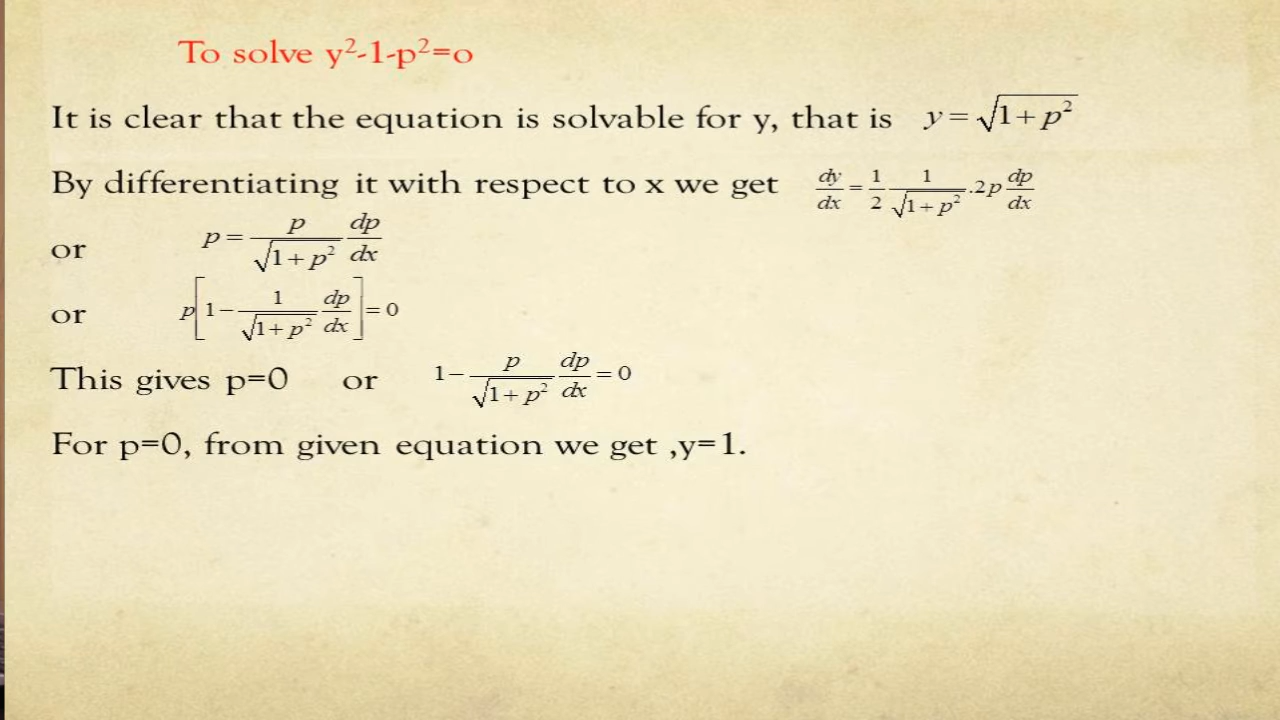 To solve y²-1-p²=o
It is clear that the equation is solvable for y, that is y = √(1 + p²)
By differentiating it with respect to x we get dy/dx = 1/2 1/√(1 + p²) .2p dp/dx
or p = p/√(1 + p²) dp/dx
or p[1 − 1/√(1 + p²) dp/dx] = 0
This gives p=0 or 1 − p/√(1 + p²) dp/dx = 0
For p=0, from given equation we get ,y=1.